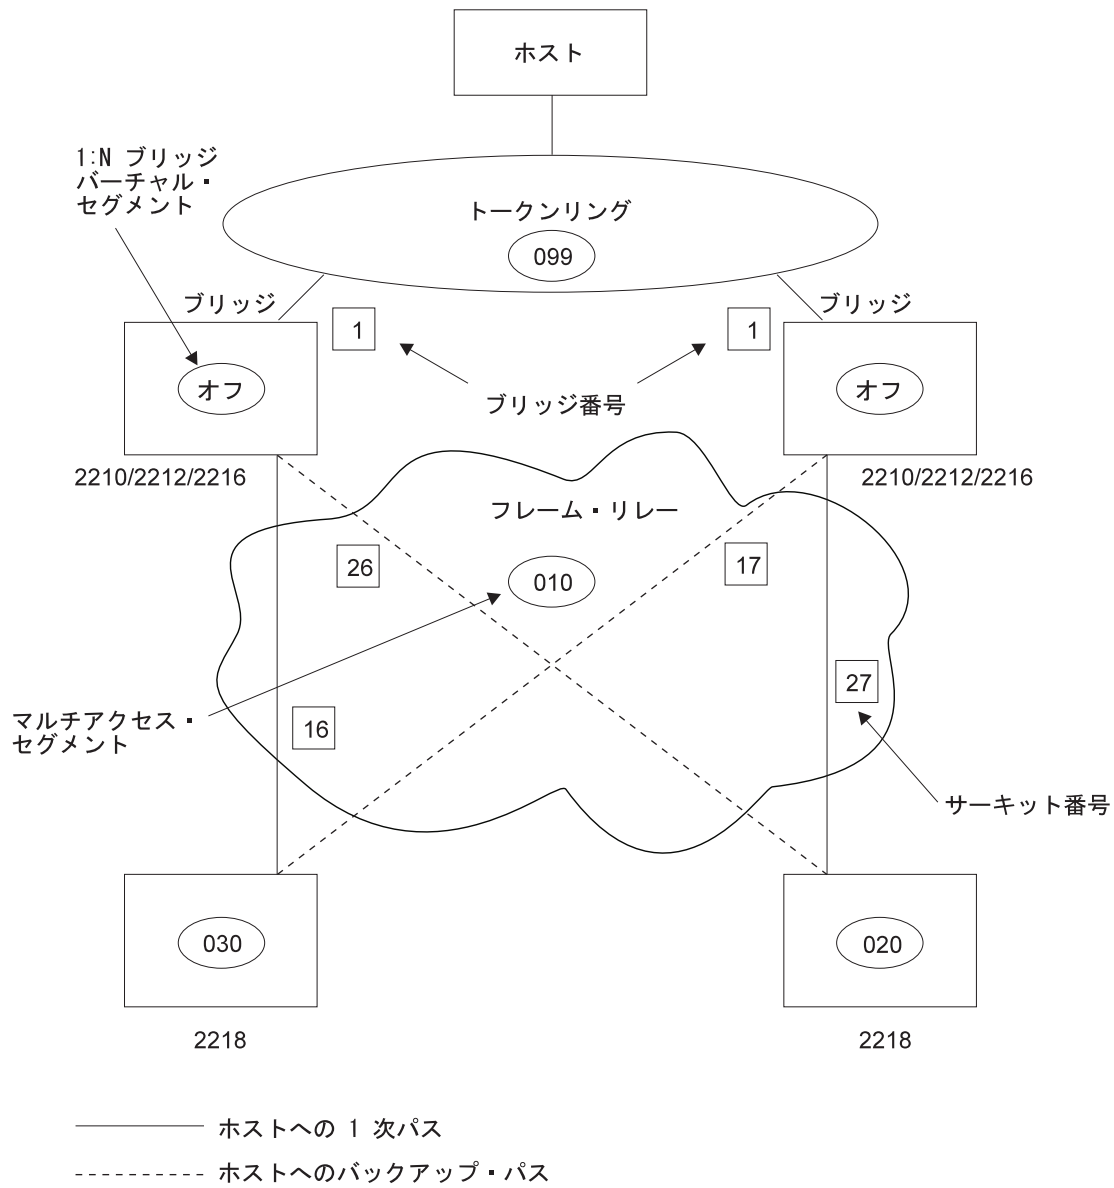 ホスト
1:N ブリッジ
バーチャル・
セグメント
トークンリング
099
ブリッジ
ブリッジ
1
1
オフ
オフ
ブリッジ番号
2210/2212/2216
2210/2212/2216
フレーム・リレー
26
010
17
27
マルチアクセス・
セグメント
16
サーキット番号
030
020
2218
2218
ホストへの 1 次パス
ホストへのバックアップ・パス